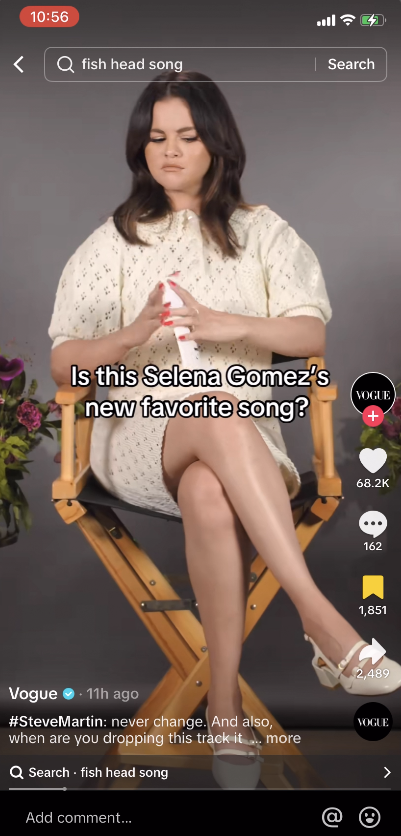 10:56
fish head song
Search
Is this Selena Gomez's
new favorite song?
VOGUE
68.2K
162
1,851
2,489
Vogue · 11h ago
#SteveMartin: never change. And also,
when are you dropping this track it ... more
VOGUE
Search · fish head song
Add comment...